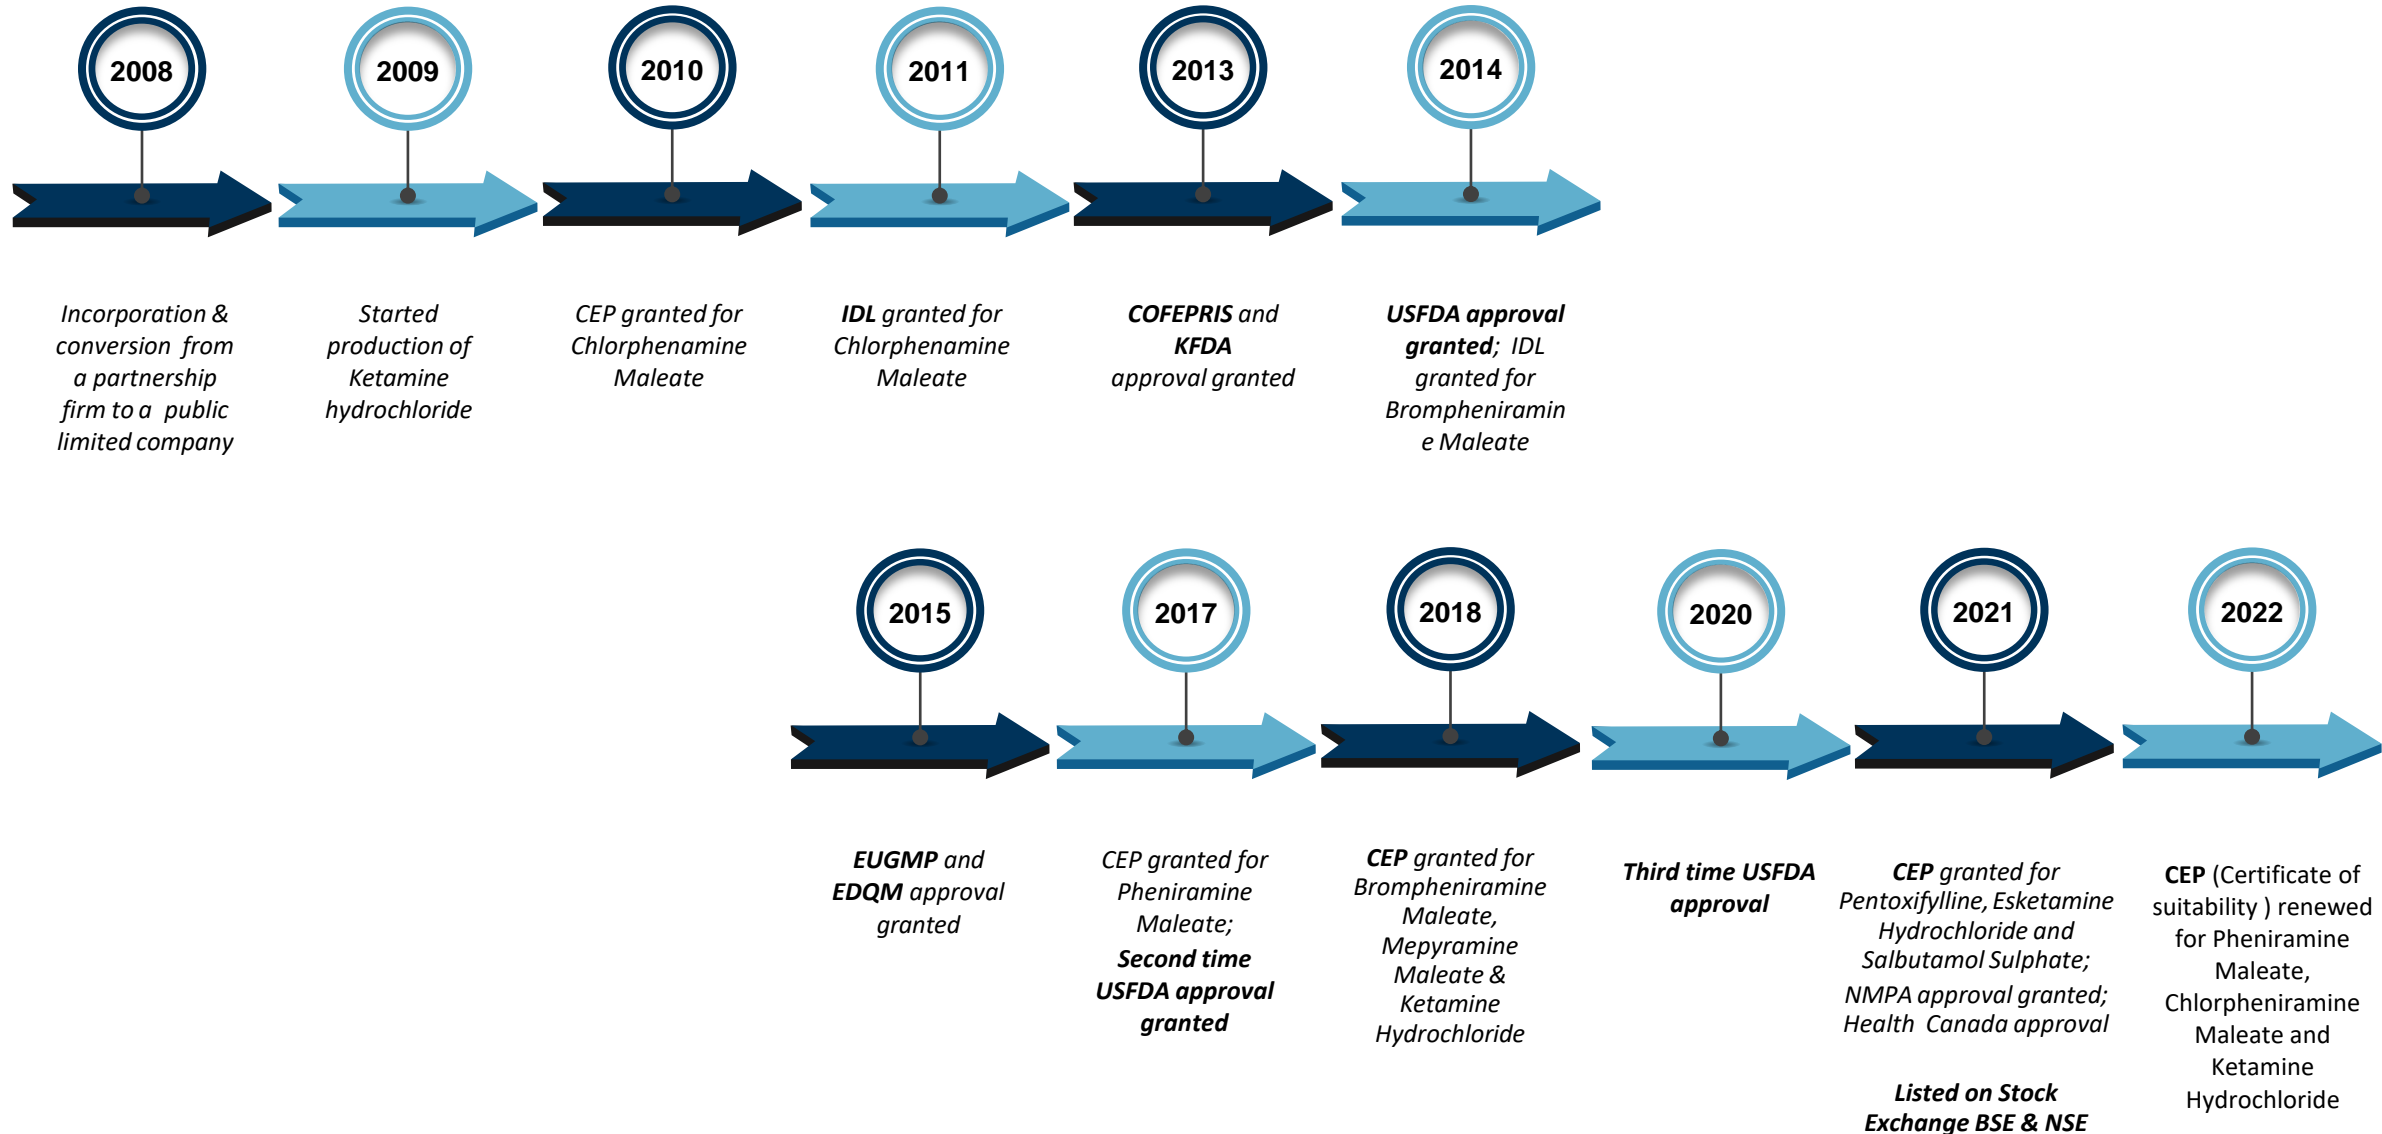 2008
2009
2010
2011
2013
2014
Incorporation &
conversion from
a partnership
firm to a public
limited company
Started
production of
Ketamine
hydrochloride
CEP granted for
Chlorphenamine
Maleate
IDL granted for
Chlorphenamine
Maleate
COFEPRIS and
KFDA
approval granted
USFDA approval
granted; IDL
granted for
Brompheniramin
e Maleate
2015
2017
2018
2020
2021
2022
EUGMP and
EDQM approval
granted
CEP granted for
Pheniramine
Maleate;
Second time
USFDA approval
granted
CEP granted for
Brompheniramine
Maleate,
Mepyramine
Maleate &
Ketamine
Hydrochloride
Third time USFDA
approval
CEP granted for
Pentoxifylline, Esketamine
Hydrochloride and
Salbutamol Sulphate;
NMPA approval granted;
Health Canada approval
Listed on Stock
Exchange BSE & NSE
CEP (Certificate of
suitability ) renewed
for Pheniramine
Maleate,
Chlorpheniramine
Maleate and
Ketamine
Hydrochloride